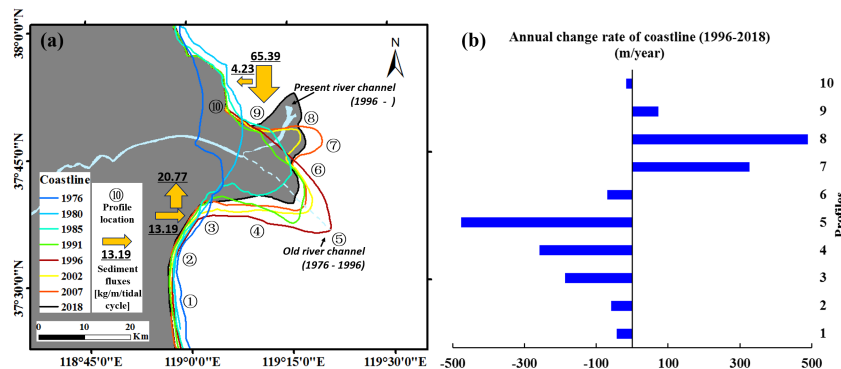 (a)
N
65.39
4.23
Present river channel
(1996 - )
⑩
⑨
⑧
⑦
⑥
20.77
13.19
③
④
⑤
②
①
Old river channel
(1976 - 1996)
Coastline
1976
1980
1985
1991
1996
2002
2007
2018
⑩
Profile
location
13.19
Sediment
fluxes
[kg/m/tidal
cycle]
0 10 20
Km
38°0'0"N
37°45'0"N
37°30'0"N
118°45'0"E 119°0'0"E 119°15'0"E 119°30'0"E
(b)
Annual change rate of coastline (1996-2018)
(m/year)
10
9
8
7
6
5
4
3
2
1
Profiles
-500 -300 -100 100 300 500